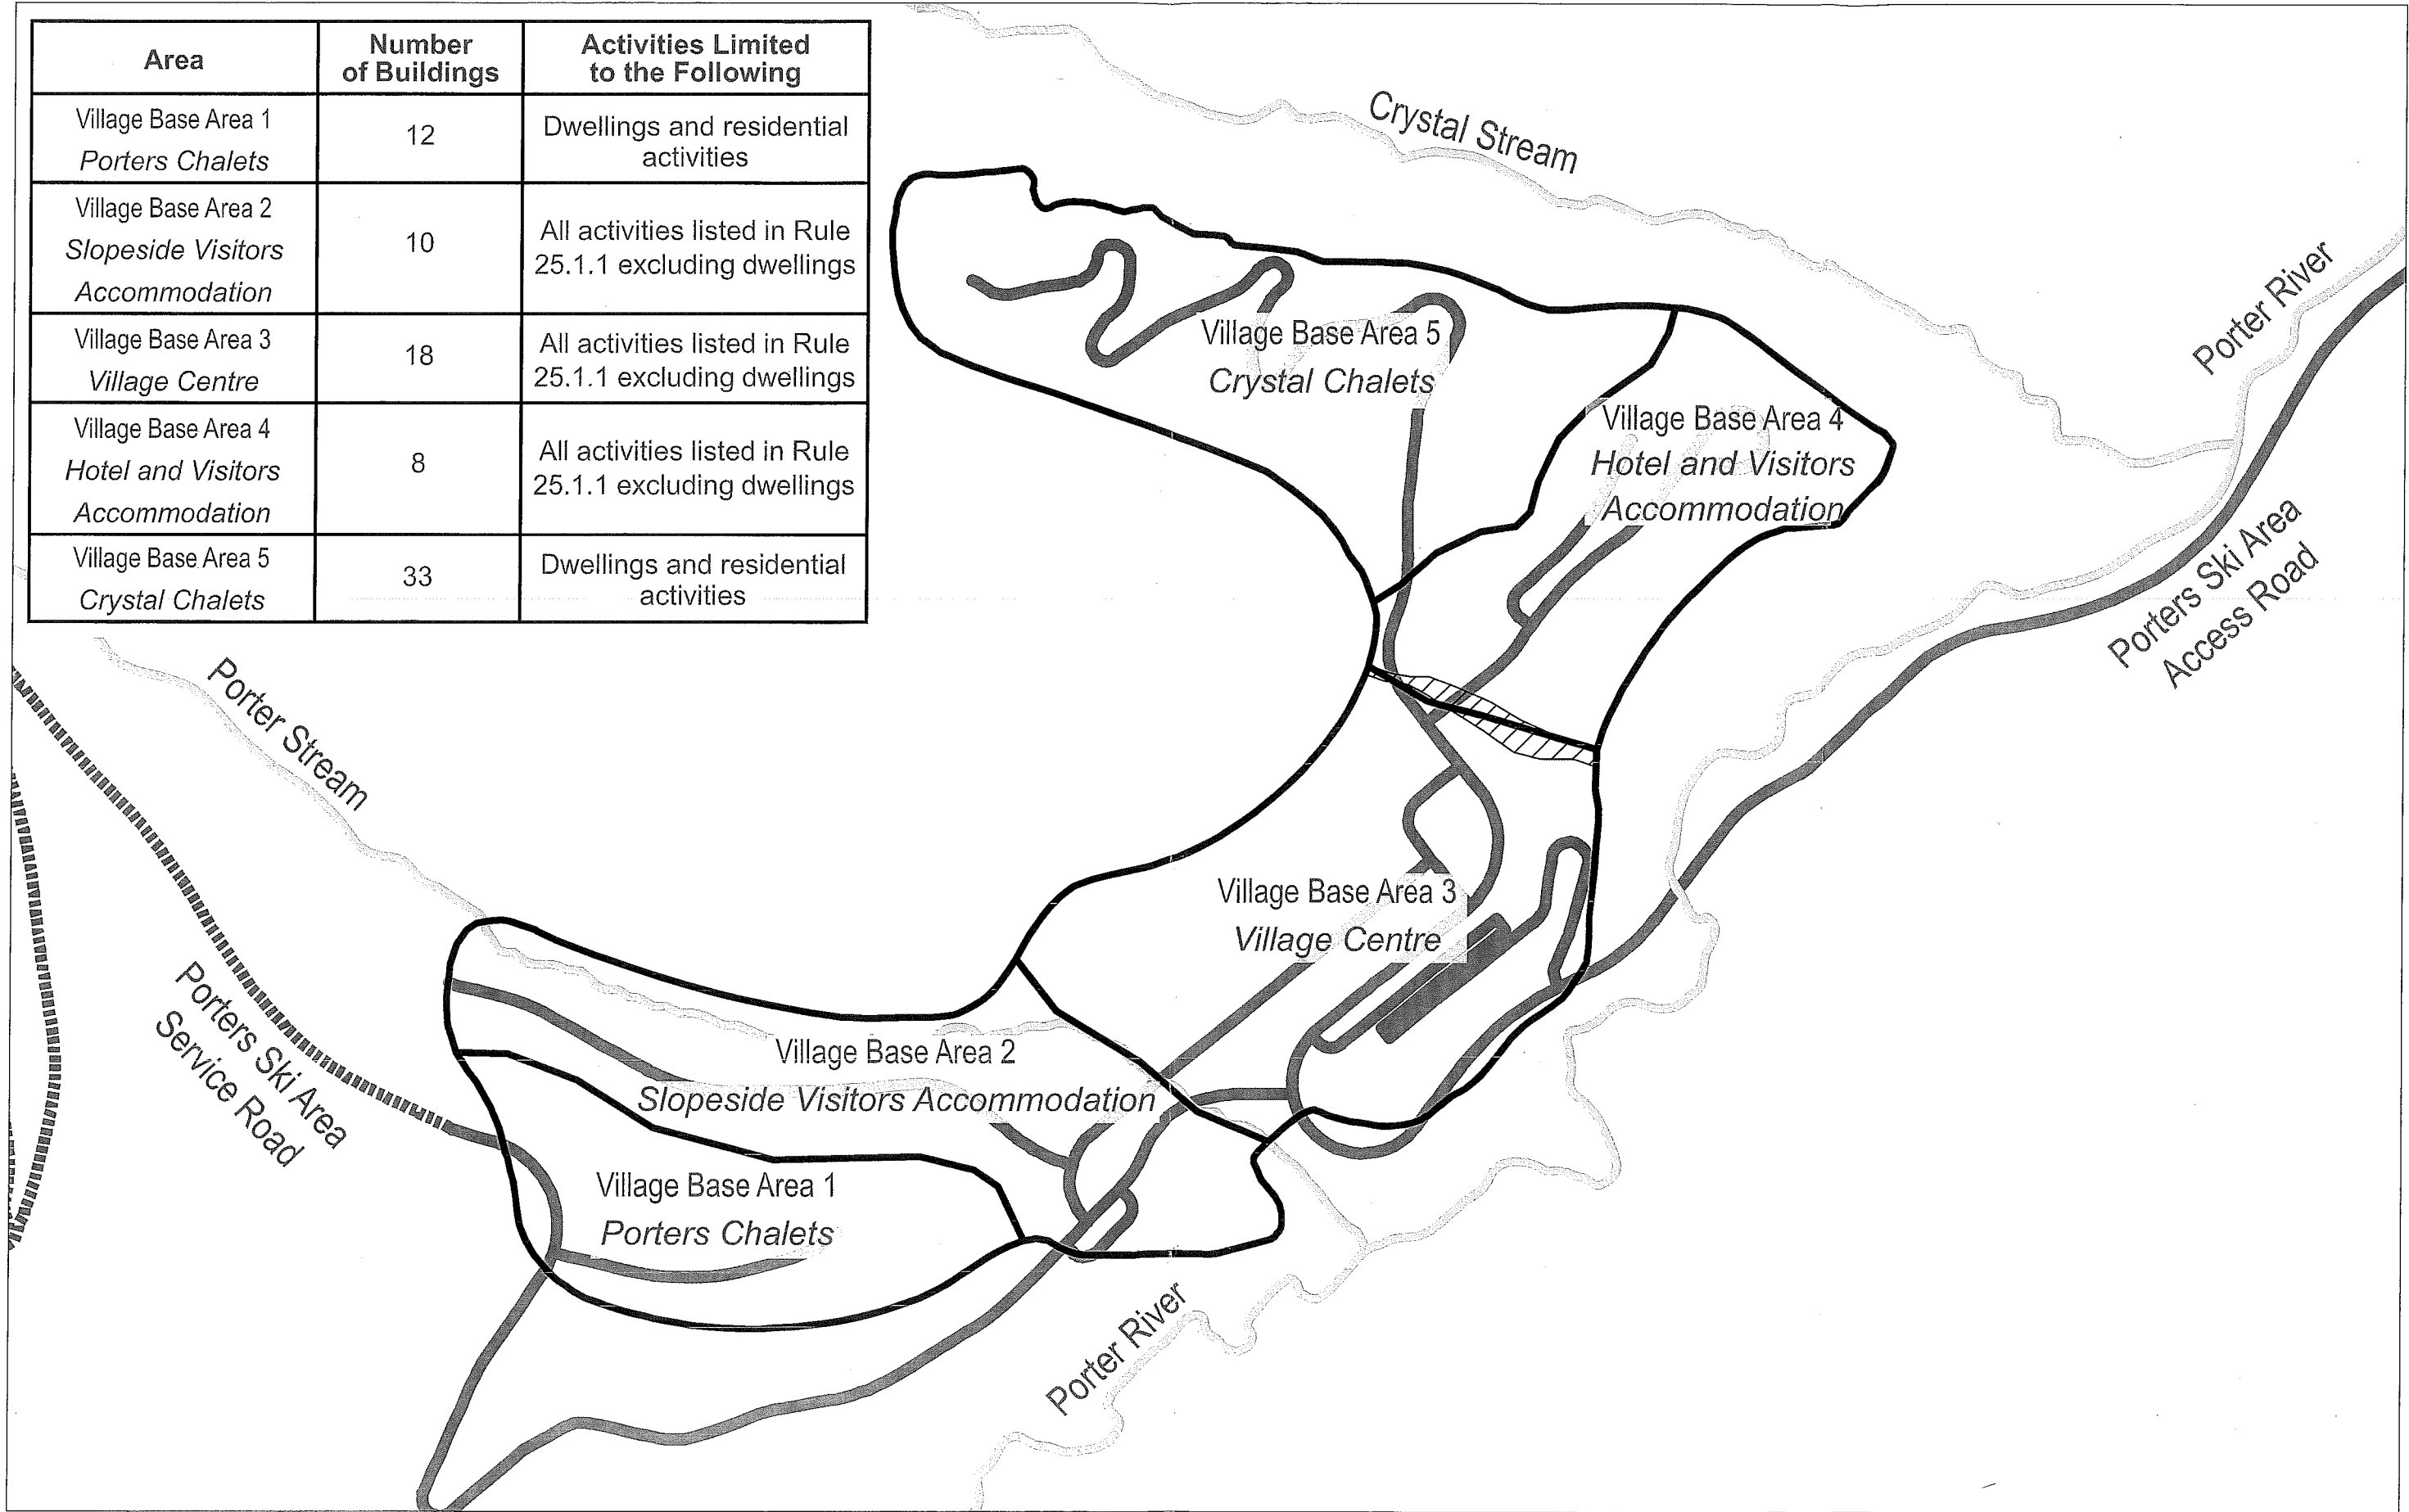 Area
Number
of Buildings
Activities Limited
to the Following
Village Base Area 1
Porters Chalets
12
Dwellings and residential
activities
Village Base Area 2
Slopeside Visitors
Accommodation
10
All activities listed in Rule
25.1.1 excluding dwellings
Village Base Area 3
Village Centre
18
All activities listed in Rule
25.1.1 excluding dwellings
Village Base Area 4
Hotel and Visitors
Accommodation
8
All activities listed in Rule
25.1.1 excluding dwellings
Village Base Area 5
Crystal Chalets
33
Dwellings and residential
activities
Crystal Stream
Porter River
Village Base Area 5
Crystal Chalets
Village Base Area 4
Hotel and Visitors
Accommodation
Porters Ski Area
Access Road
Porter Stream
Village Base Area 3
Village Centre
Porters Ski Area
Service Road
Village Base Area 2
Slopeside Visitors Accommodation
Village Base Area 1
Porters Chalets
Porter River